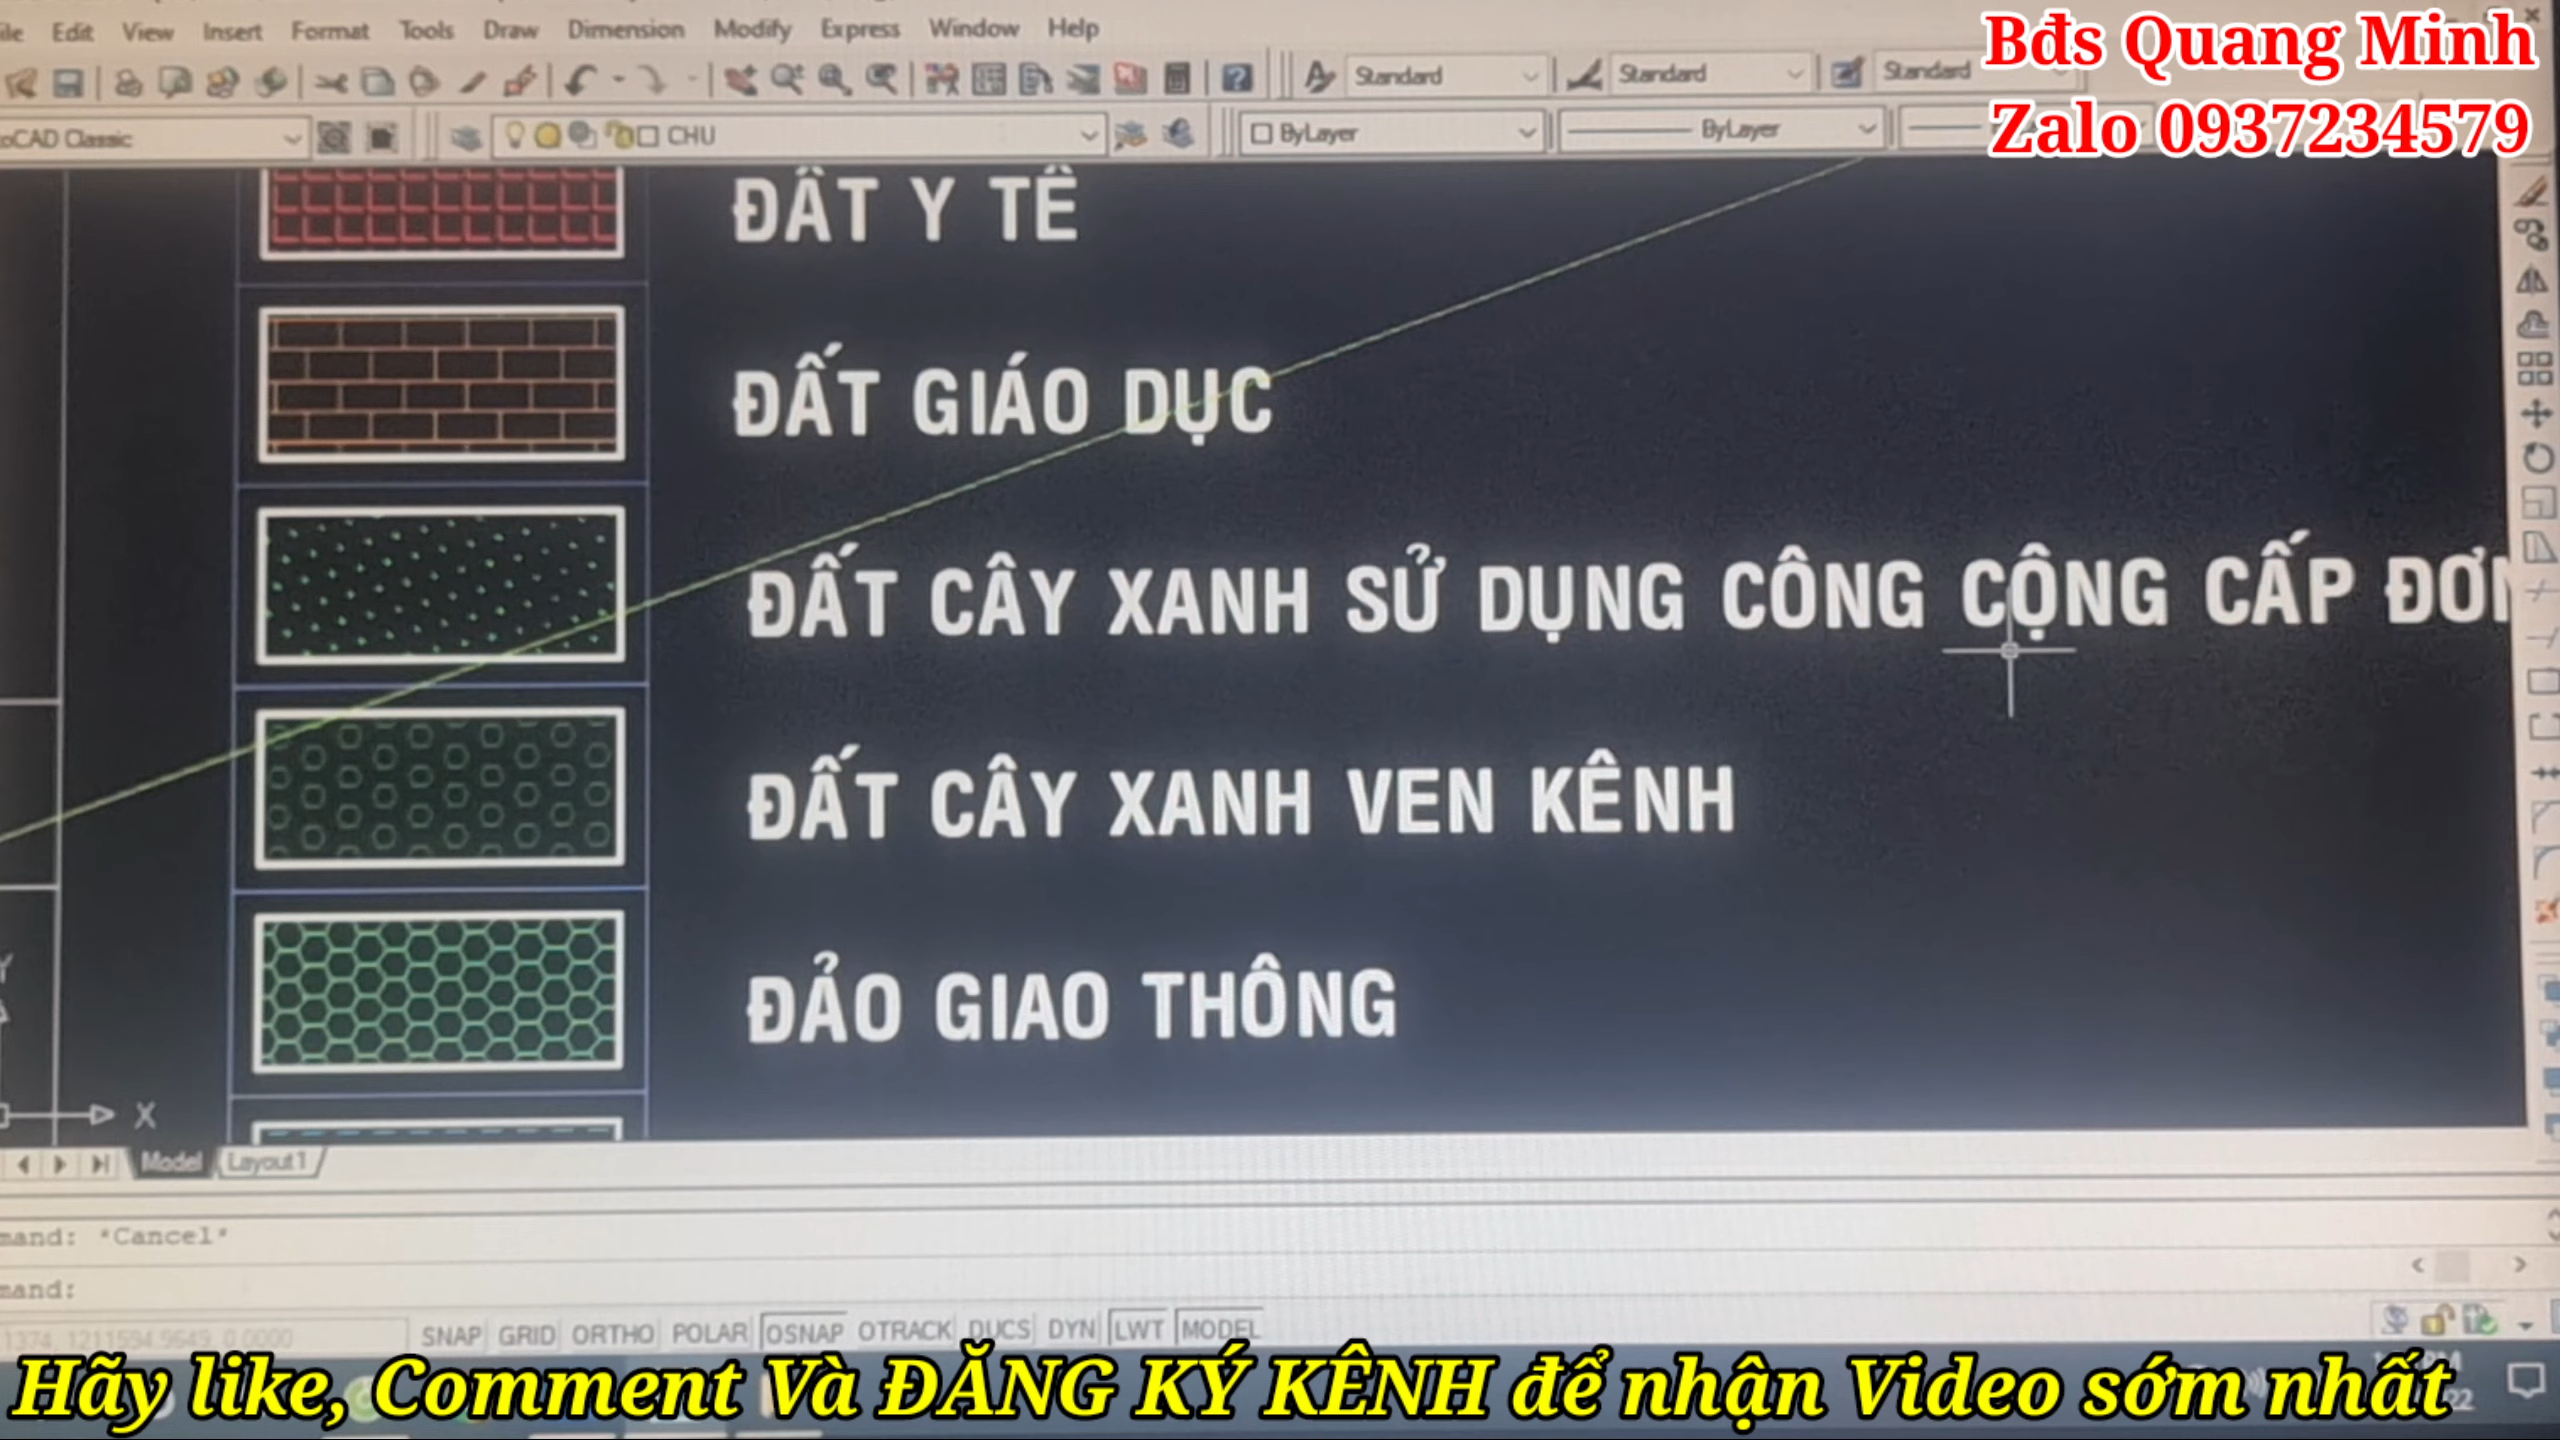 Edit View Insert Format Tools Draw Dimension Modify Express Window Help
Bđs Quang Minh
Standard Standard Standard
Zalo 0937234579
Classic CHU ByLayer ByLayer
ĐẤT Y TẾ
ĐẤT GIÁO DỤC
ĐẤT CÂY XANH SỬ DỤNG CÔNG CỘNG CẤP
ĐẤT CÂY XANH VEN KÊNH
ĐẢO GIAO THÔNG
Y
X
Model Layout1
*Cancel*
SNAP GRID ORTHO POLAR OSNAP OTRACK DUCS DYN LWT MODEL
Hãy like, Comment Và ĐĂNG KÝ KÊNH để nhận Video sớm nhất